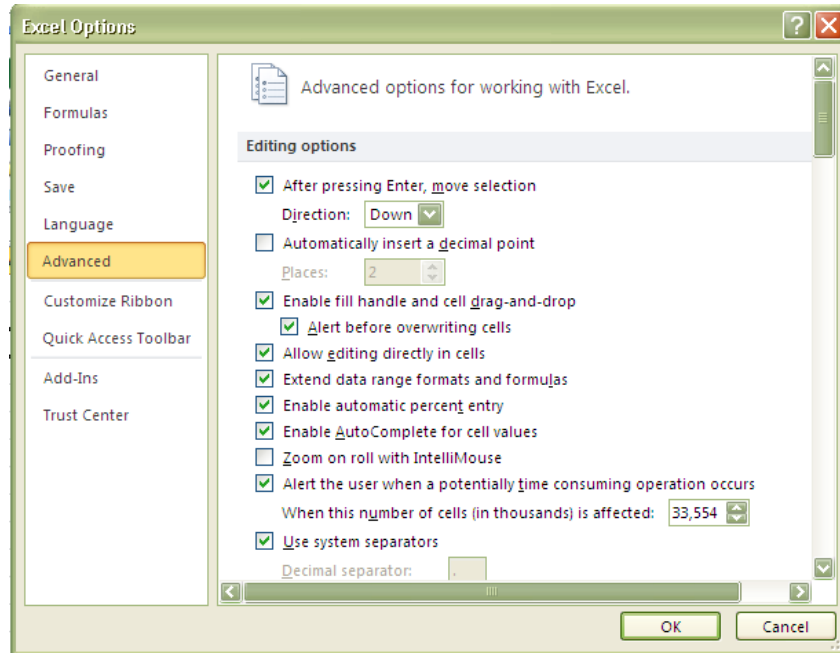 Excel Options
General
Formulas
Proofing
Save
Language
Advanced
Customize Ribbon
Quick Access Toolbar
Add-Ins
Trust Center
Advanced options for working with Excel.
Editing options
After pressing Enter, move selection
Direction: Down
Automatically insert a decimal point
Places: 2
Enable fill handle and cell drag-and-drop
Alert before overwriting cells
Allow editing directly in cells
Extend data range formats and formulas
Enable automatic percent entry
Enable AutoComplete for cell values
Zoom on roll with IntelliMouse
Alert the user when a potentially time consuming operation occurs
When this number of cells (in thousands) is affected: 33,554
Use system separators
Decimal separator: .
OK Cancel